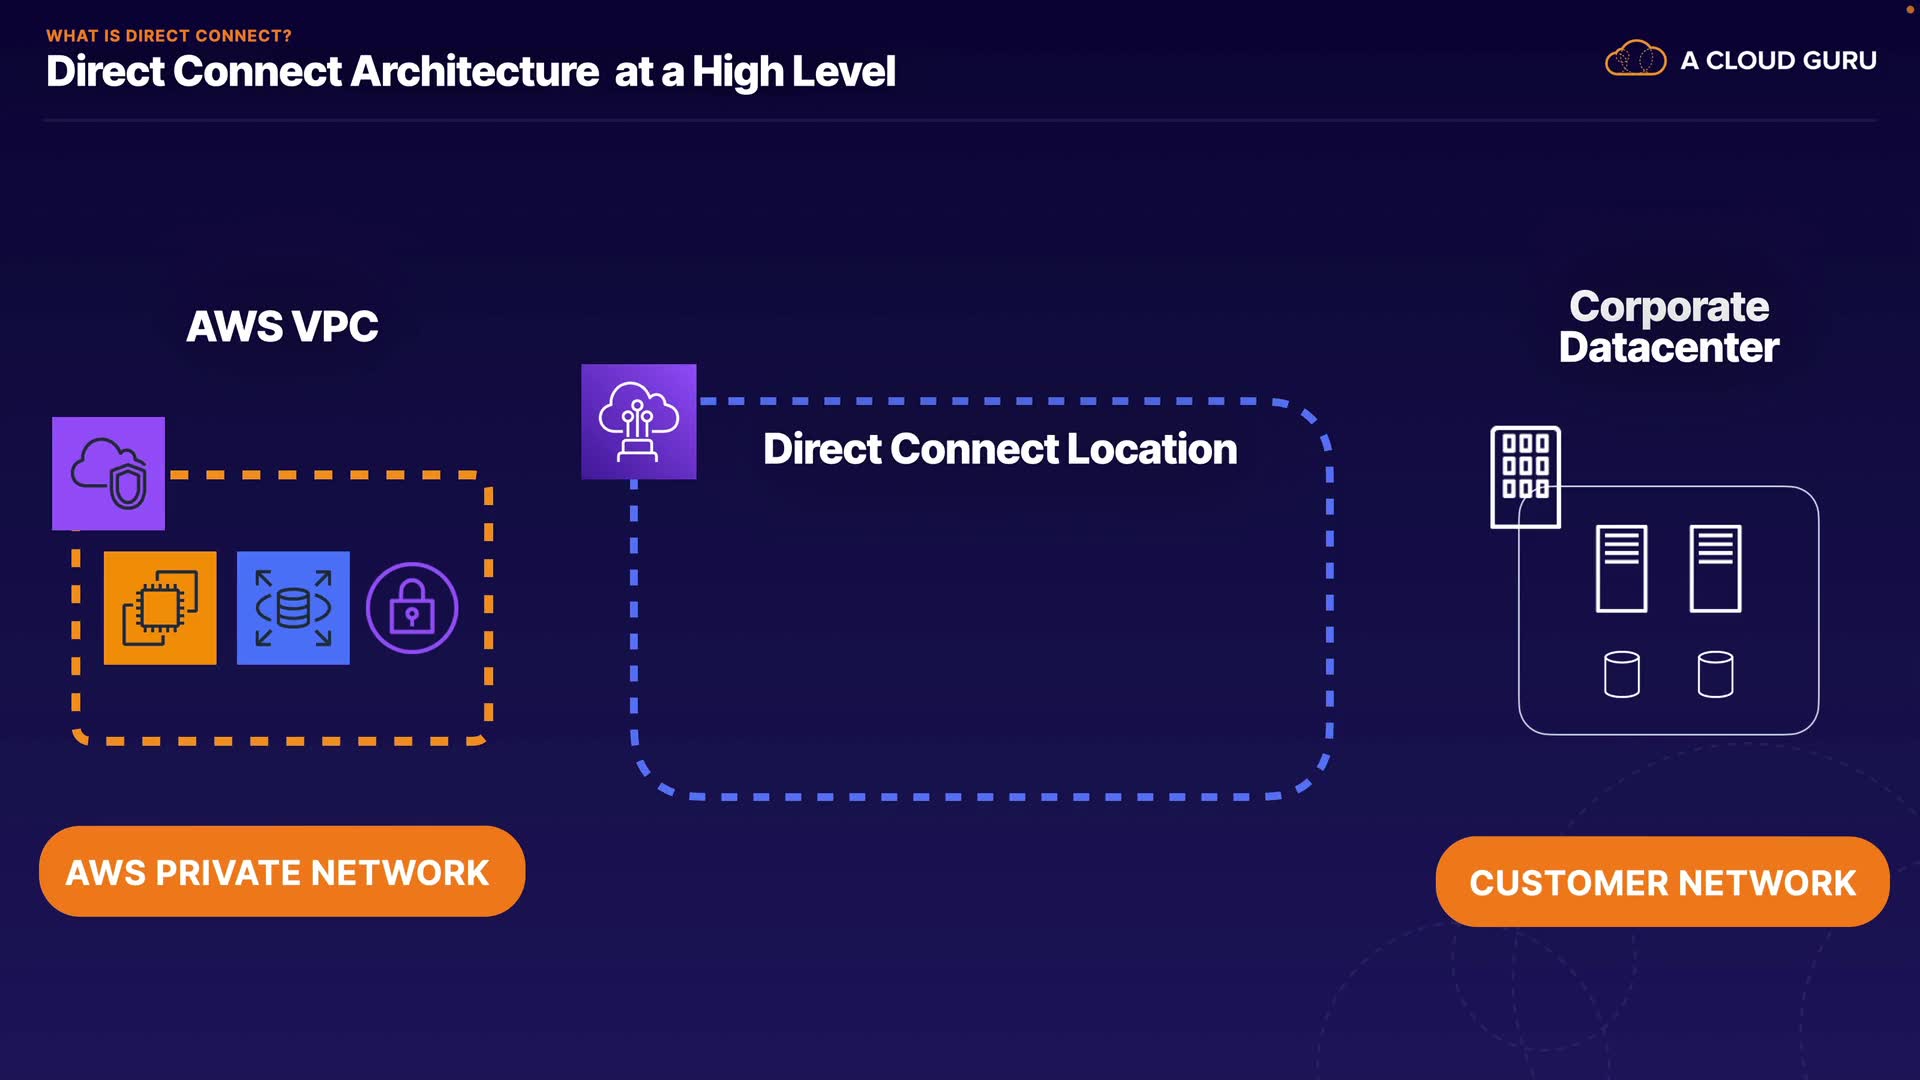 WHAT IS DIRECT CONNECT?
Direct Connect Architecture at a High Level
A CLOUD GURU
AWS VPC
Direct Connect Location
Corporate
Datacenter
AWS PRIVATE NETWORK
CUSTOMER NETWORK